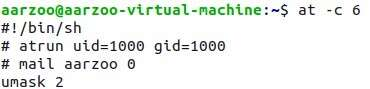 aarzoo@aarzoo-virtual-machine:~$ at -c 6
#!/bin/sh
# atrun uid=1000 gid=1000
# mail aarzoo 0
umask 2